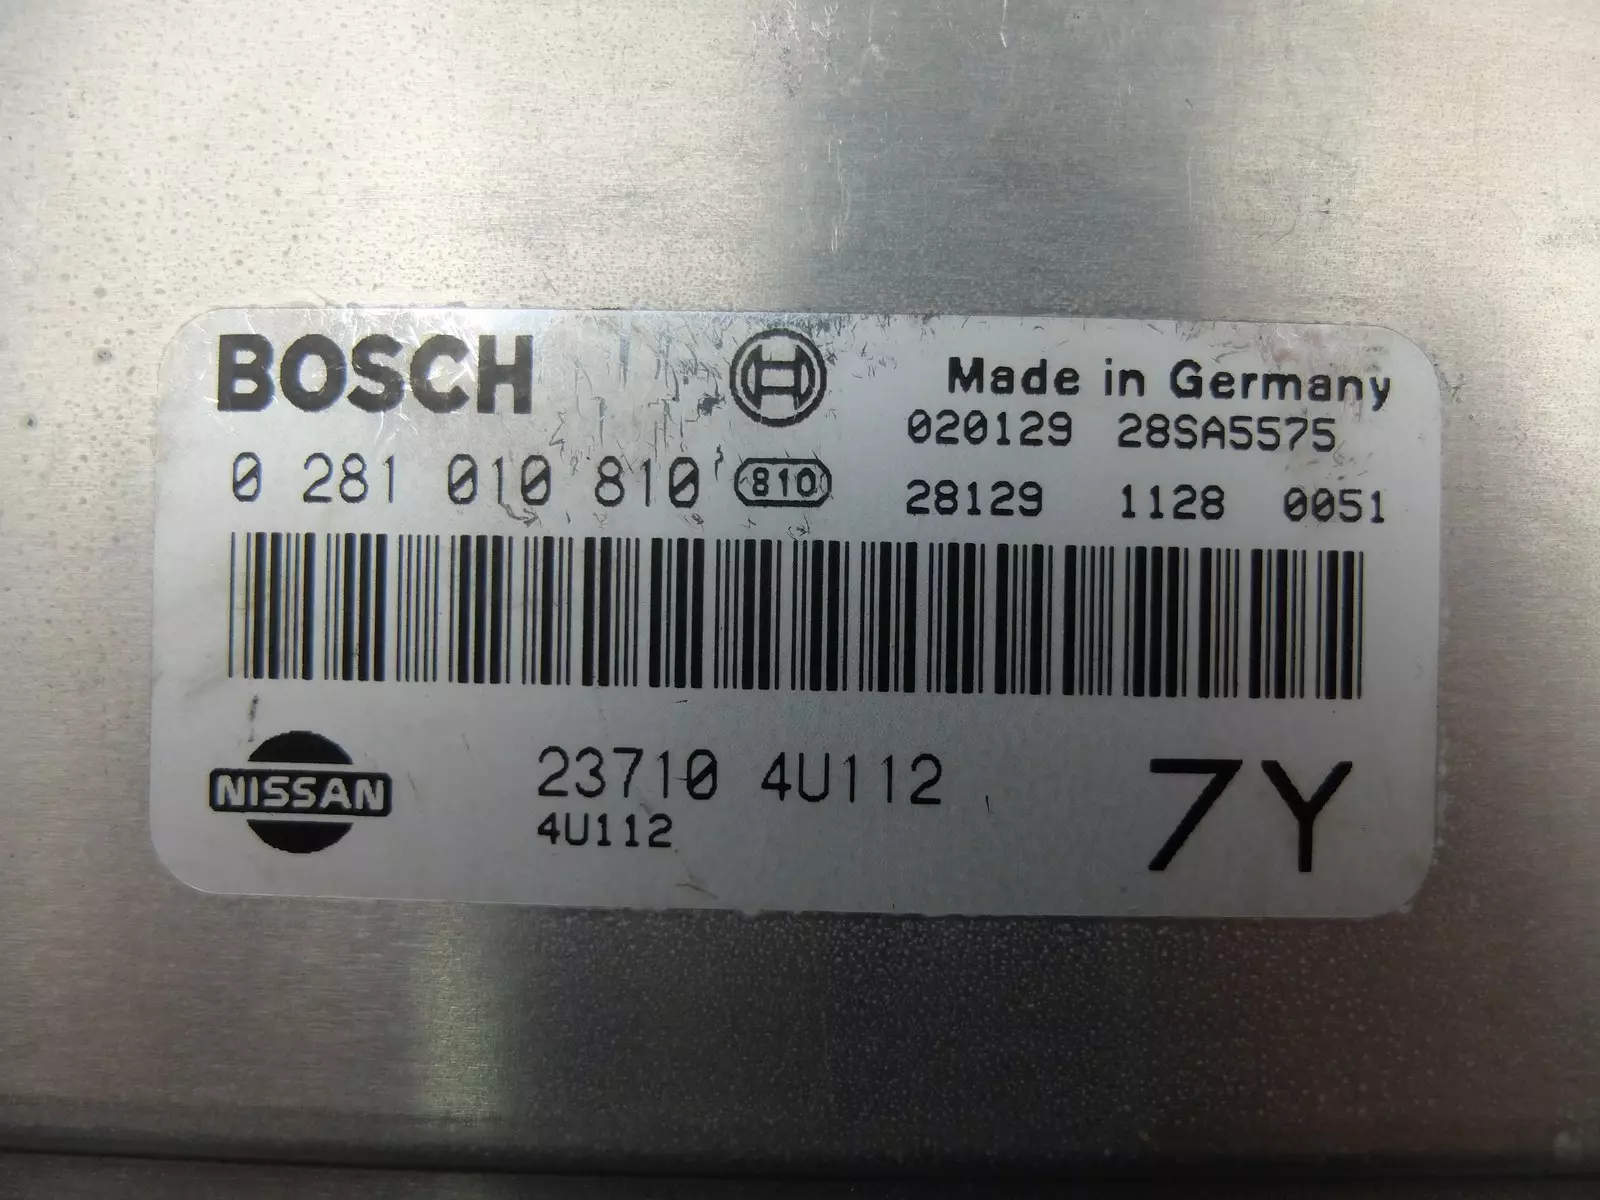 BOSCH
Made in Germany
020129 28SA5575
0 281 010 810 810
28129 1128 0051
NISSAN
23710 4U112
4U112
7Y